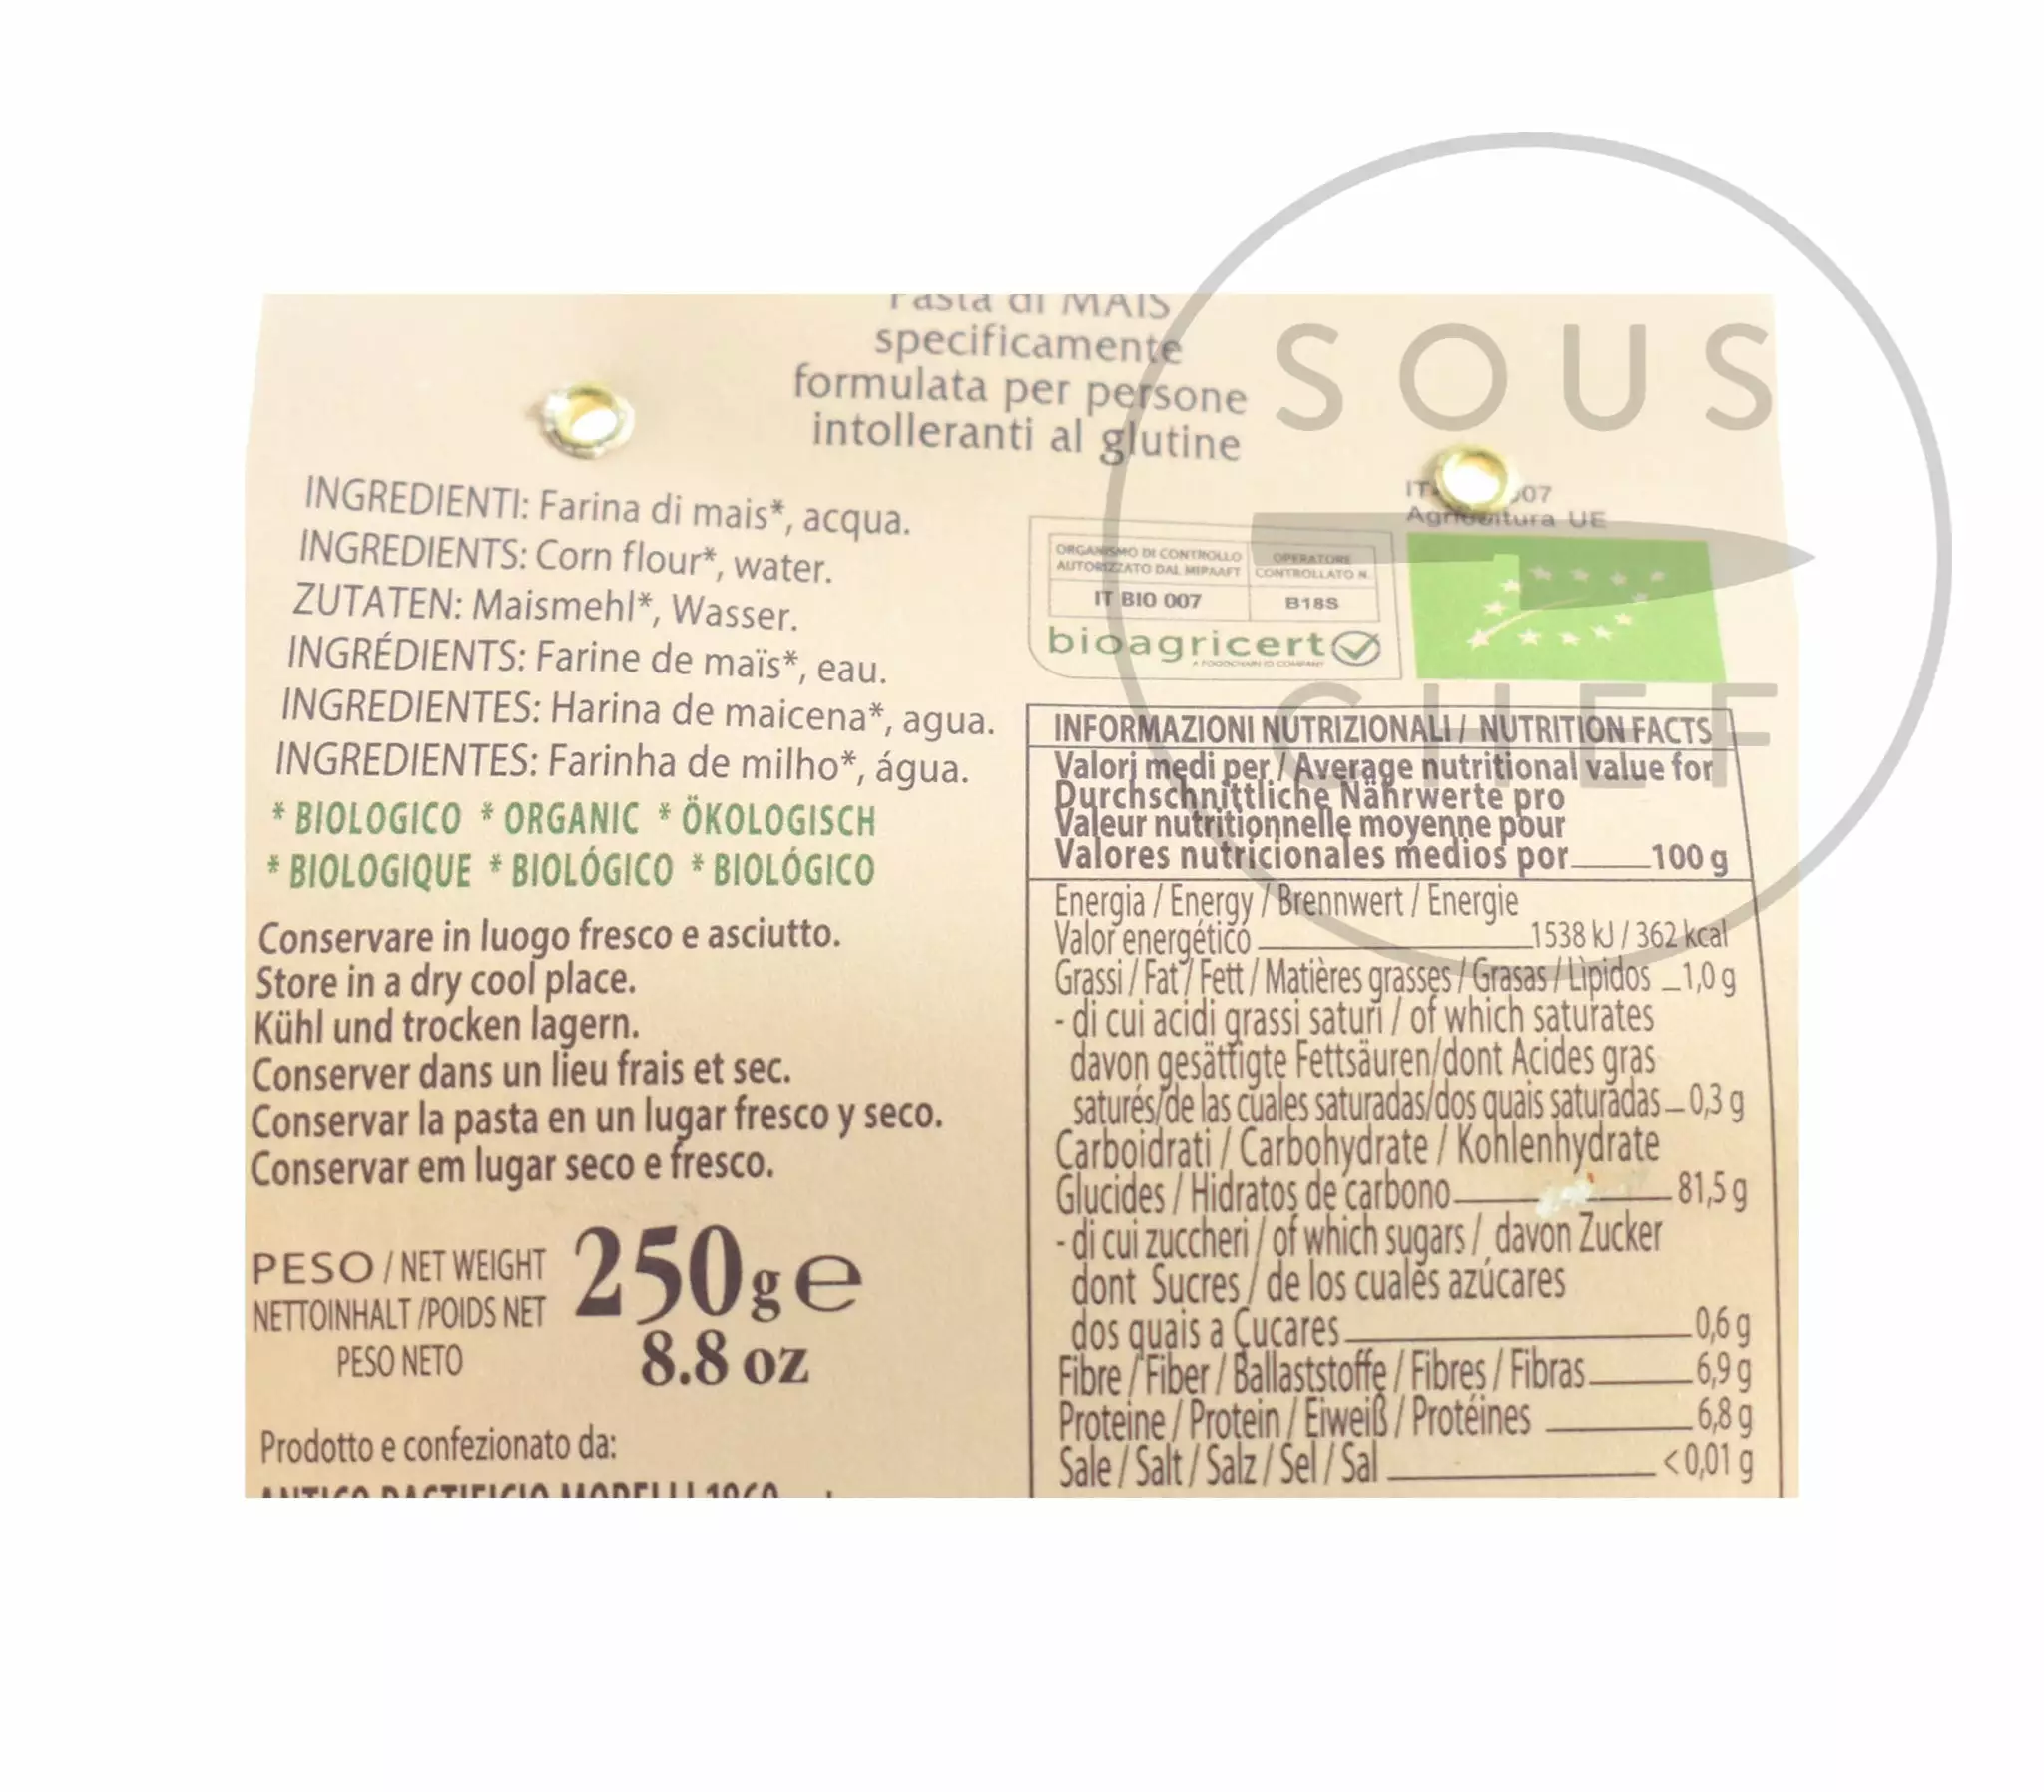 Pasta di MAIS
specificamente
formulata per persone
intolleranti al glutine
INGREDIENTI: Farina di mais*, acqua.
INGREDIENTS: Corn flour*, water.
ZUTATEN: Maismehl*, Wasser.
INGRÉDIENTS: Farine de maïs*, eau.
INGREDIENTES: Harina de maicena*, agua.
INGREDIENTES: Farinha de milho*, água.
* BIOLOGICO * ORGANIC * ÖKOLOGISCH
* BIOLOGIQUE * BIOLÓGICO * BIOLÓGICO
Conservare in luogo fresco e asciutto.
Store in a dry cool place.
Kühl und trocken lagern.
Conserver dans un lieu frais et sec.
Conservar la pasta en un lugar fresco y seco.
Conservar em lugar seco e fresco.
PESO / NET WEIGHT
NETTOINHALT /POIDS NET
PESO NETO
250g e
8.8 oz
Prodotto e confezionato da:
ANTICO PASTIFICIO MORELLI 1860
SOUS
CHEF
007
Agricoltura UE
ORGANISMO DI CONTROLLO
AUTORIZZATO DAL MIPAAFT
IT BIO 007
OPERATORE
CONTROLLATO N.
B18S
bioagricert
A FOODCHAIN ID COMPANY
INFORMAZIONI NUTRIZIONALI / NUTRITION FACTS
Valori medi per / Average nutritional value for
Durchschnittliche Nährwerte pro
Valeur nutritionnelle moyenne pour
Valores nutricionales medios por 100 g
Energia / Energy / Brennwert / Energie
Valor energético 1538 kJ / 362 kcal
Grassi / Fat / Fett / Matières grasses / Grasas / Lìpidos 1,0 g
- di cui acidi grassi saturi / of which saturates
davon gesättigte Fettsäuren/dont Acides gras
saturés/de las cuales saturadas/dos quais saturadas 0,3 g
Carboidrati / Carbohydrate / Kohlenhydrate
Glucides / Hidratos de carbono 81,5 g
- di cui zuccheri / of which sugars / davon Zucker
dont Sucres / de los cuales azúcares
dos quais a Çucares 0,6 g
Fibre / Fiber / Ballaststoffe / Fibres / Fibras 6,9 g
Proteine / Protein / Eiweiß / Protéines 6,8 g
Sale / Salt / Salz / Sel / Sal <0,01 g